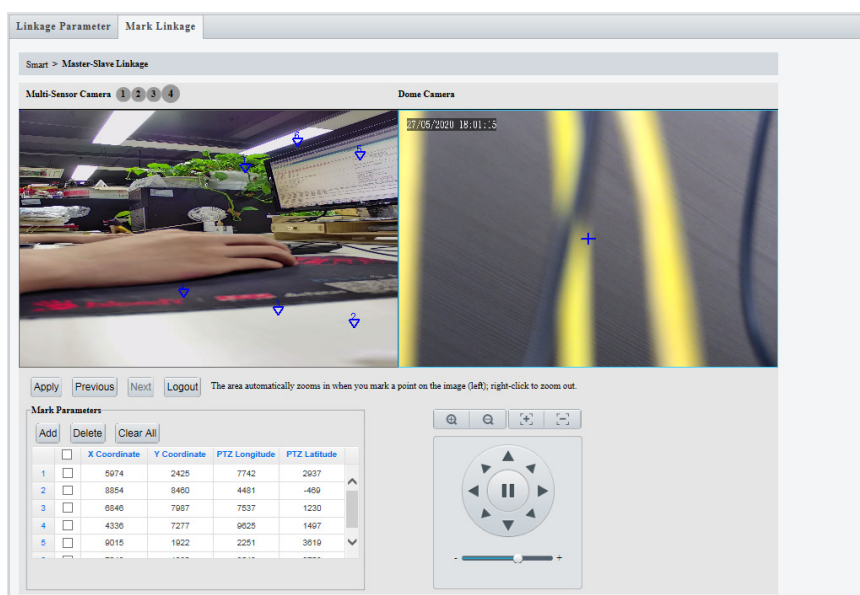 Linkage Parameter Mark Linkage
Smart > Master-Slave Linkage
Multi-Sensor Camera 1 2 3 4 Dome Camera
27/05/2020 18:01:15
6
5
2
Apply Previous Next Logout The area automatically zooms in when you mark a point on the image (left); right-click to zoom out.
Mark Parameters
Add Delete Clear All
X Coordinate Y Coordinate PTZ Longitude PTZ Latitude
1 5974 2425 7742 2937
2 8854 8460 4481 -469
3 6846 7987 7537 1230
4 4336 7277 9625 1497
5 9015 1922 2251 3619
- +